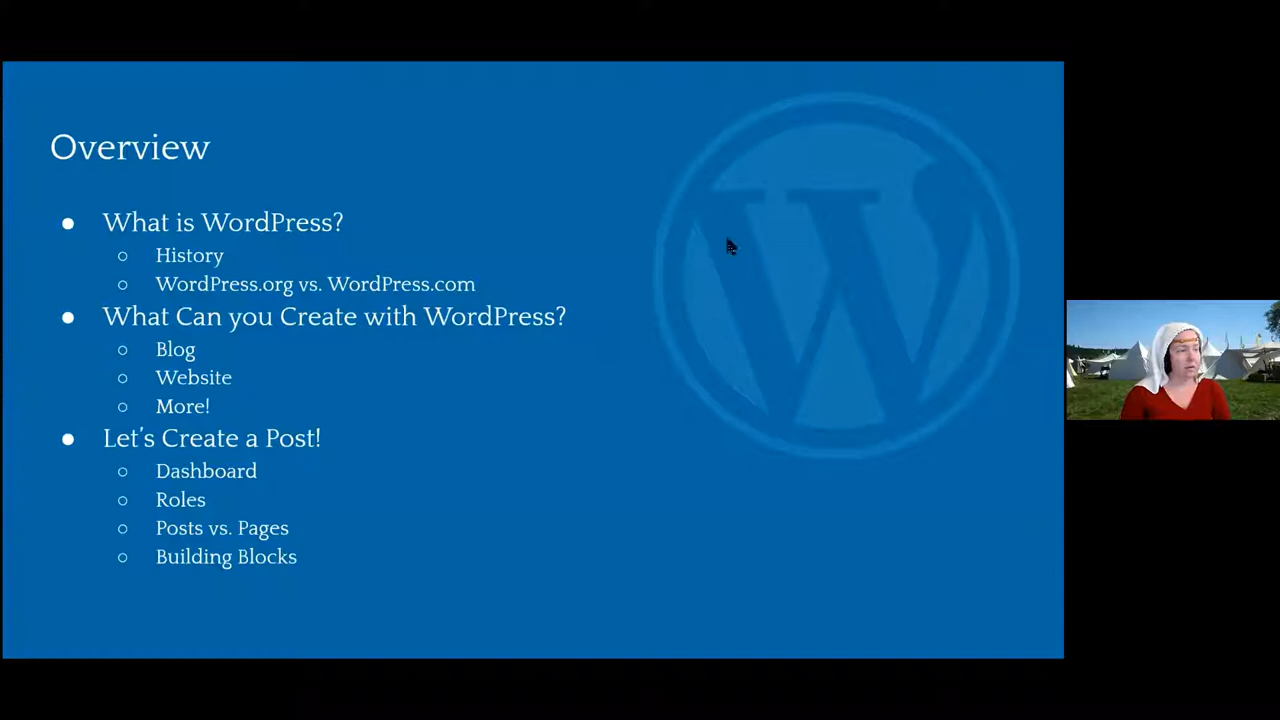 Overview
What is WordPress?
History
WordPress.org vs. WordPress.com
What Can you Create with WordPress?
Blog
Website
More!
Let's Create a Post!
Dashboard
Roles
Posts vs. Pages
Building Blocks